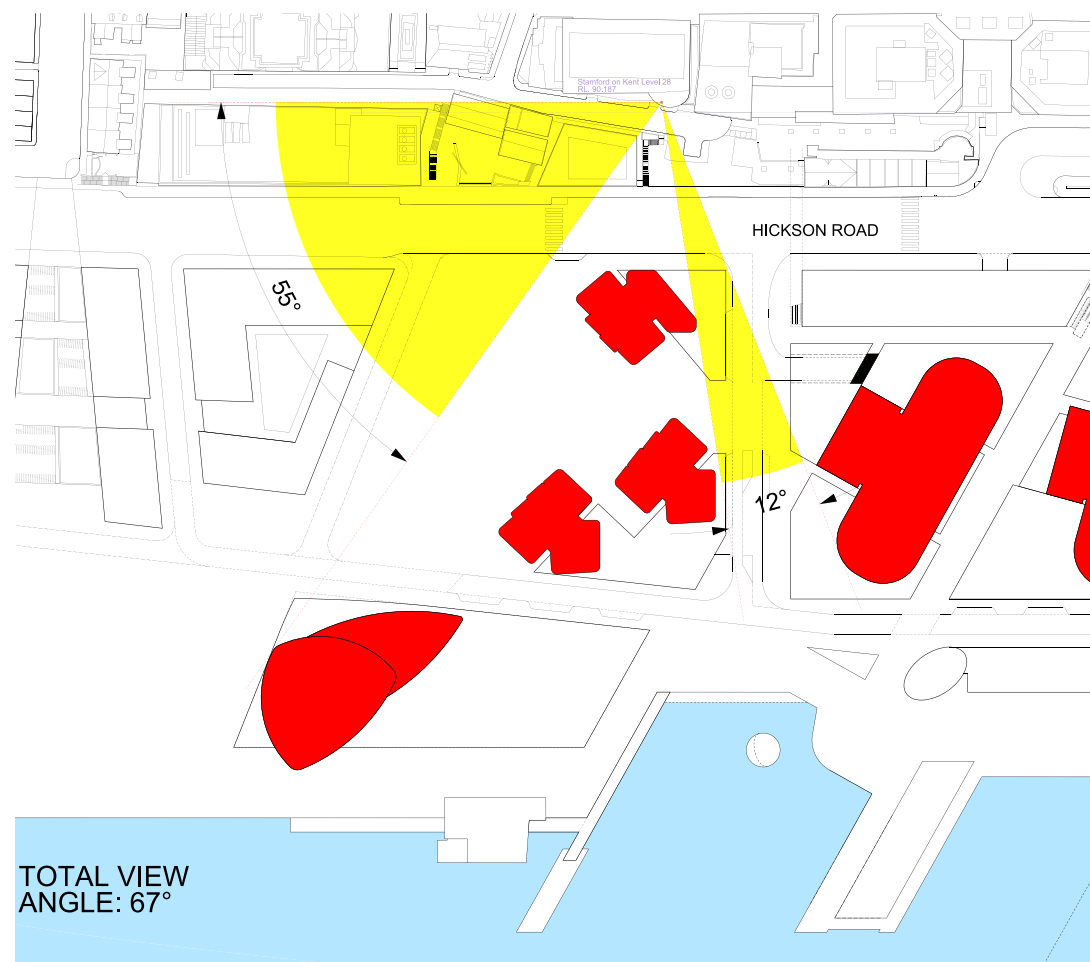 Stamford on Kent Level 28
RL. 90.187
HICKSON ROAD
55°
12°
TOTAL VIEW
ANGLE: 67°